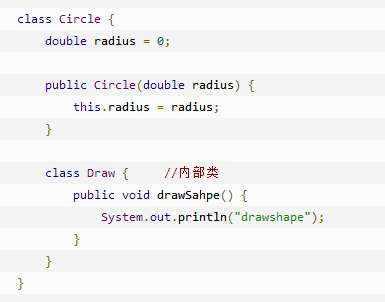 class Circle {
    double radius = 0;

    public Circle(double radius) {
        this.radius = radius;
    }

    class Draw {     //内部类
        public void drawSahpe() {
            System.out.println("drawshape");
        }
    }
}